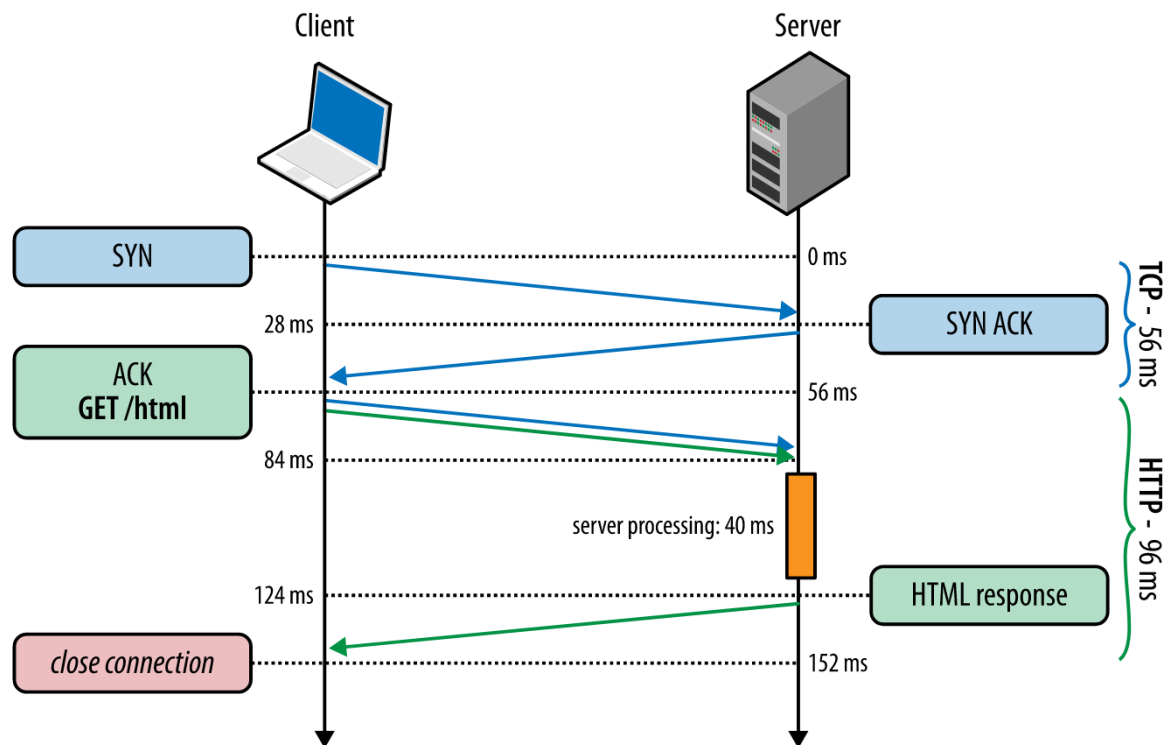 Client
Server
SYN
0 ms
28 ms
SYN ACK
TCP - 56 ms
ACK
GET /html
56 ms
84 ms
server processing: 40 ms
HTTP - 96 ms
124 ms
HTML response
close connection
152 ms